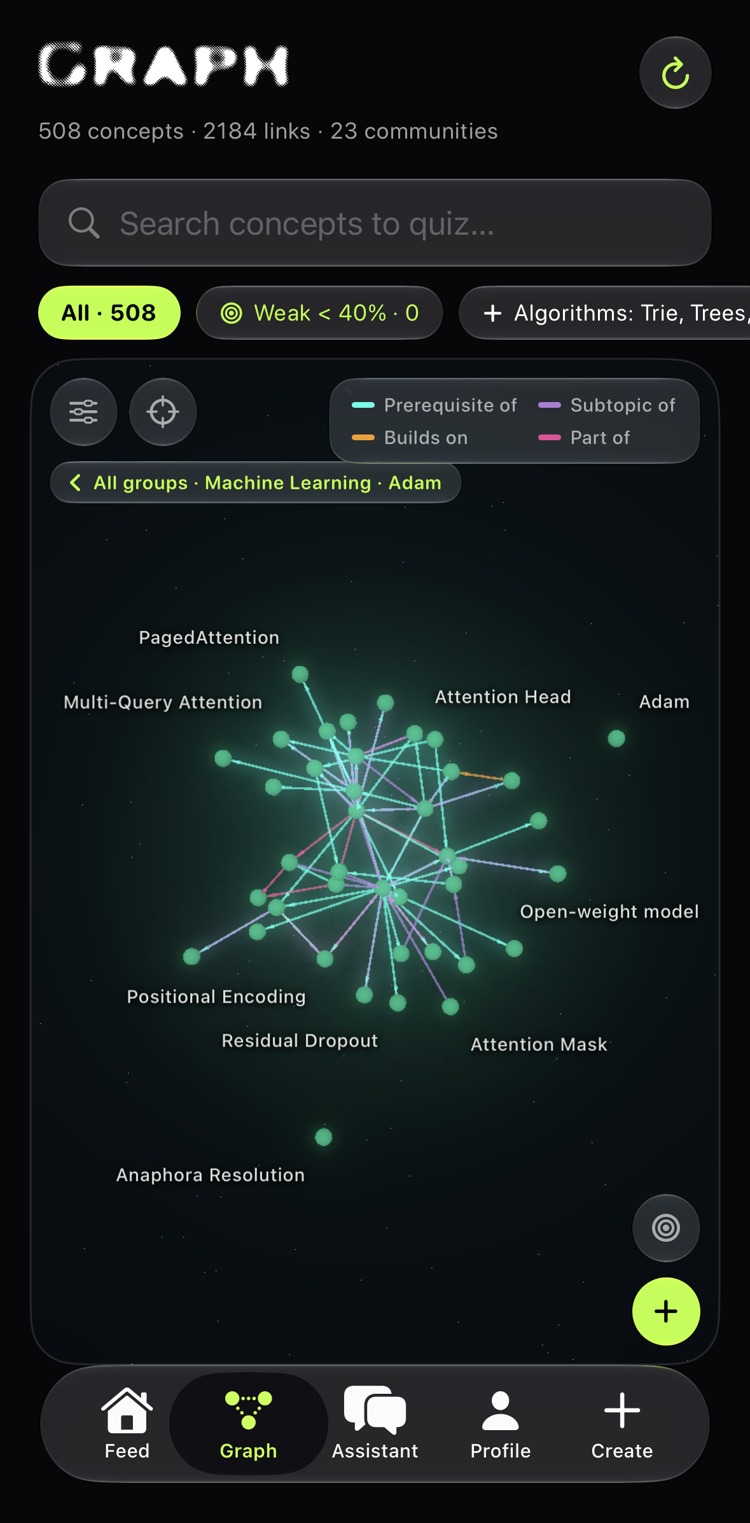 GRAPH
508 concepts · 2184 links · 23 communities
Search concepts to quiz...
All · 508
Weak < 40% · 0
+ Algorithms: Trie, Trees,
Prerequisite of
Subtopic of
Builds on
Part of
All groups · Machine Learning · Adam
PagedAttention
Multi-Query Attention
Attention Head
Adam
Open-weight model
Positional Encoding
Residual Dropout
Attention Mask
Anaphora Resolution
Feed
Graph
Assistant
Profile
Create